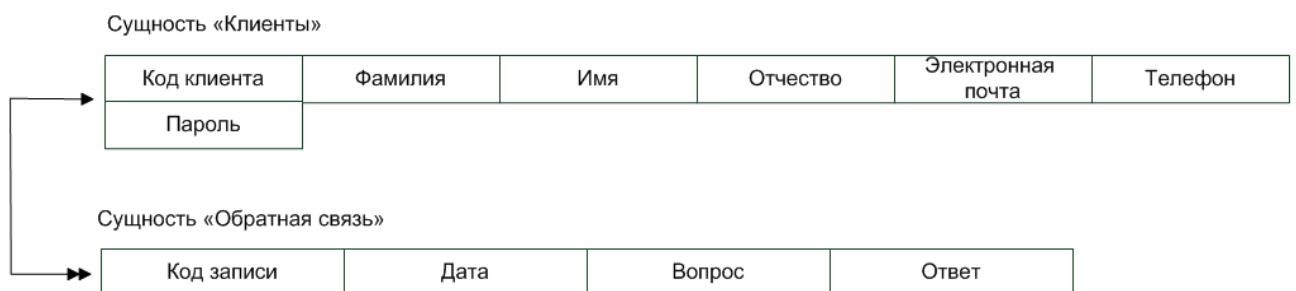 Сущность «Клиенты»
Код клиента Фамилия Имя Отчество Электронная почта Телефон
Пароль
Сущность «Обратная связь»
Код записи Дата Вопрос Ответ